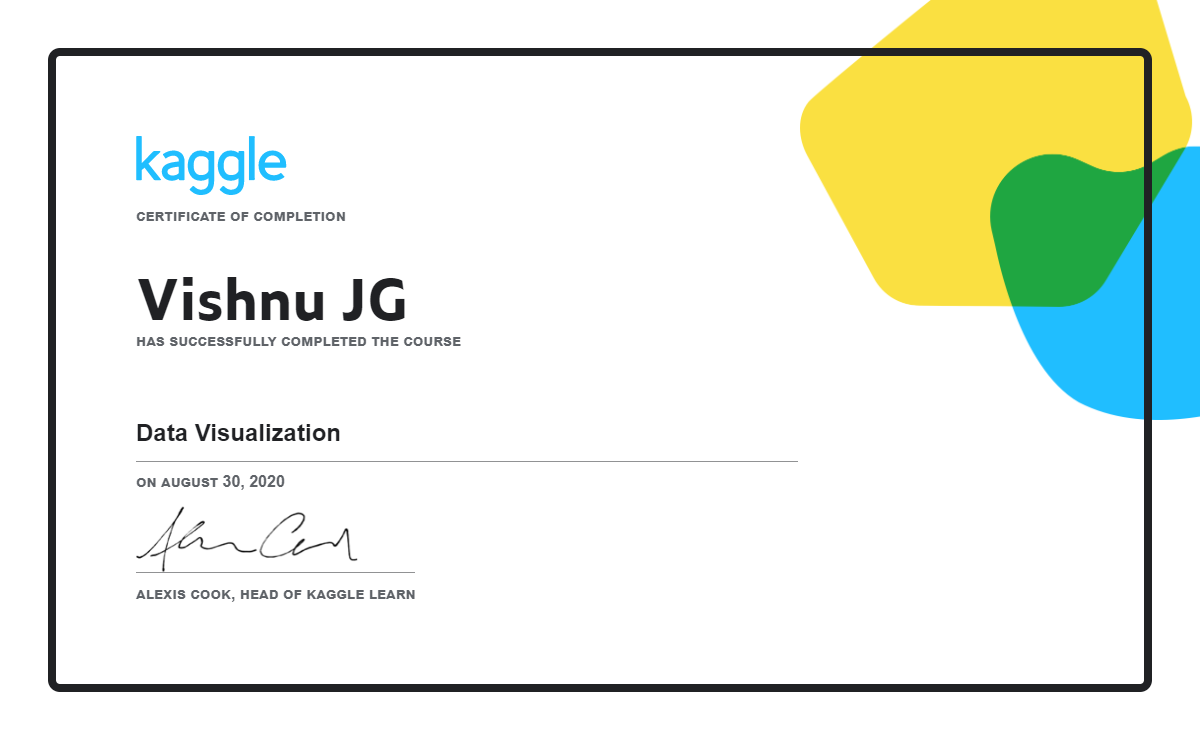 kaggle
CERTIFICATE OF COMPLETION
Vishnu JG
HAS SUCCESSFULLY COMPLETED THE COURSE
Data Visualization
ON AUGUST 30, 2020
ALEXIS COOK, HEAD OF KAGGLE LEARN